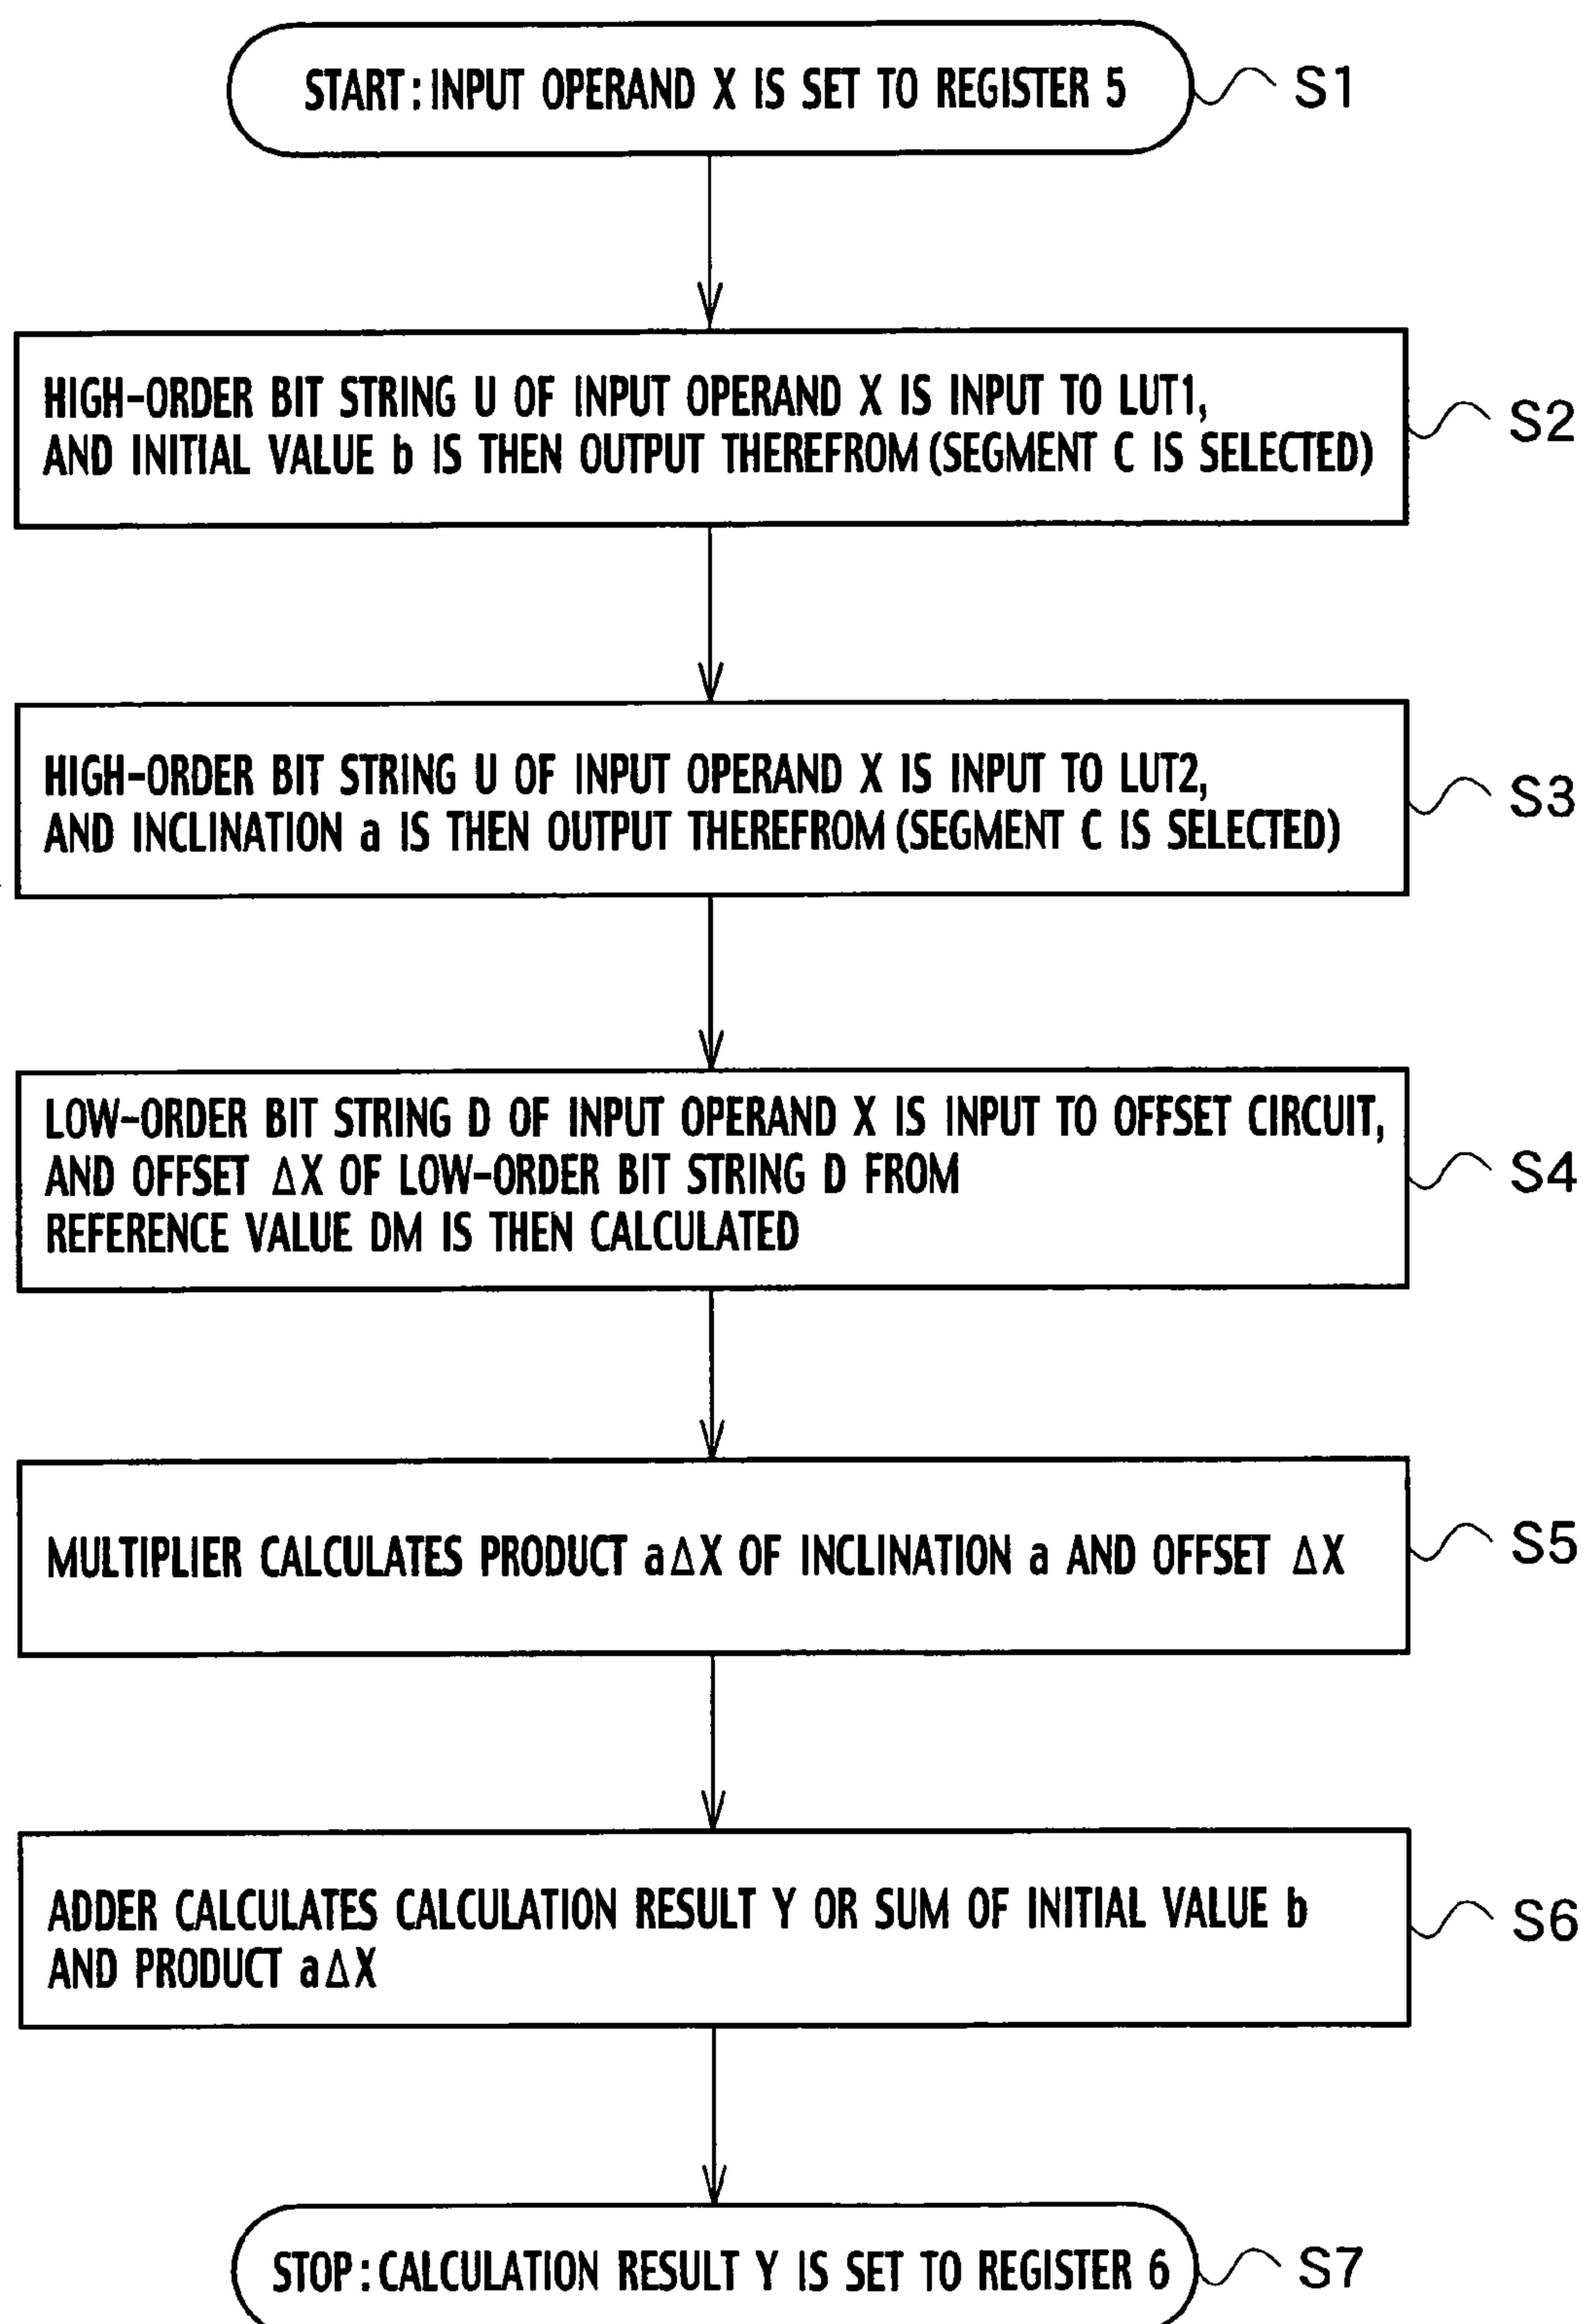 START:INPUT OPERAND X IS SET TO REGISTER 5
S1
HIGH-ORDER BIT STRING U OF INPUT OPERAND X IS INPUT TO LUT1,
AND INITIAL VALUE b IS THEN OUTPUT THEREFROM (SEGMENT C IS SELECTED)
S2
HIGH-ORDER BIT STRING U OF INPUT OPERAND X IS INPUT TO LUT2,
AND INCLINATION a IS THEN OUTPUT THEREFROM (SEGMENT C IS SELECTED)
S3
LOW-ORDER BIT STRING D OF INPUT OPERAND X IS INPUT TO OFFSET CIRCUIT,
AND OFFSET ΔX OF LOW-ORDER BIT STRING D FROM
REFERENCE VALUE DM IS THEN CALCULATED
S4
MULTIPLIER CALCULATES PRODUCT aΔX OF INCLINATION a AND OFFSET ΔX
S5
ADDER CALCULATES CALCULATION RESULT Y OR SUM OF INITIAL VALUE b
AND PRODUCT aΔX
S6
STOP:CALCULATION RESULT Y IS SET TO REGISTER 6
S7